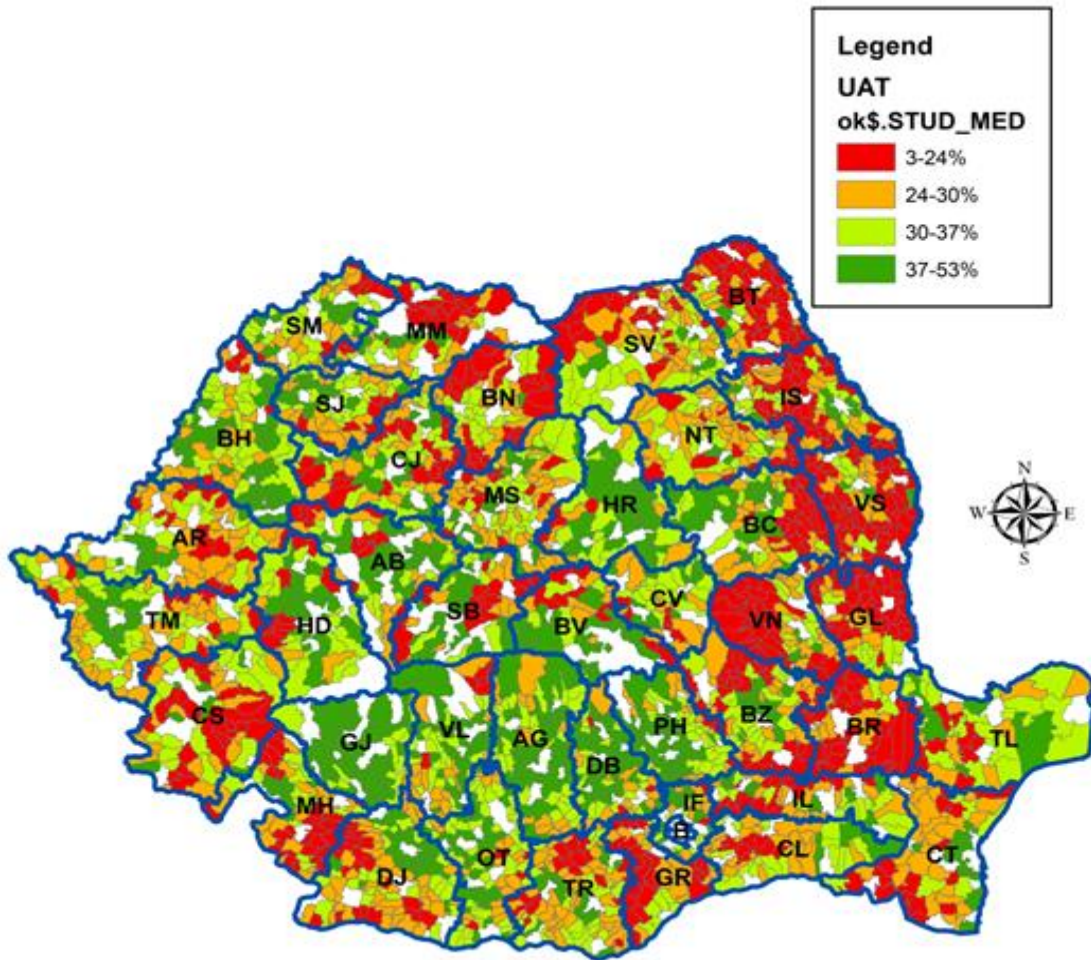 Legend
UAT
ok$.STUD_MED
3-24%
24-30%
30-37%
37-53%
BT
SM
MM
SV
BN
IS
SJ
NT
BH
CJ
MS
HR
BC
VS
AR
AB
N
W
E
S
TM
HD
SB
BV
CV
VN
GL
CS
GJ
VL
AG
DB
PH
BZ
BR
TL
MH
IF
IL
DJ
OT
TR
GR
CL
CT